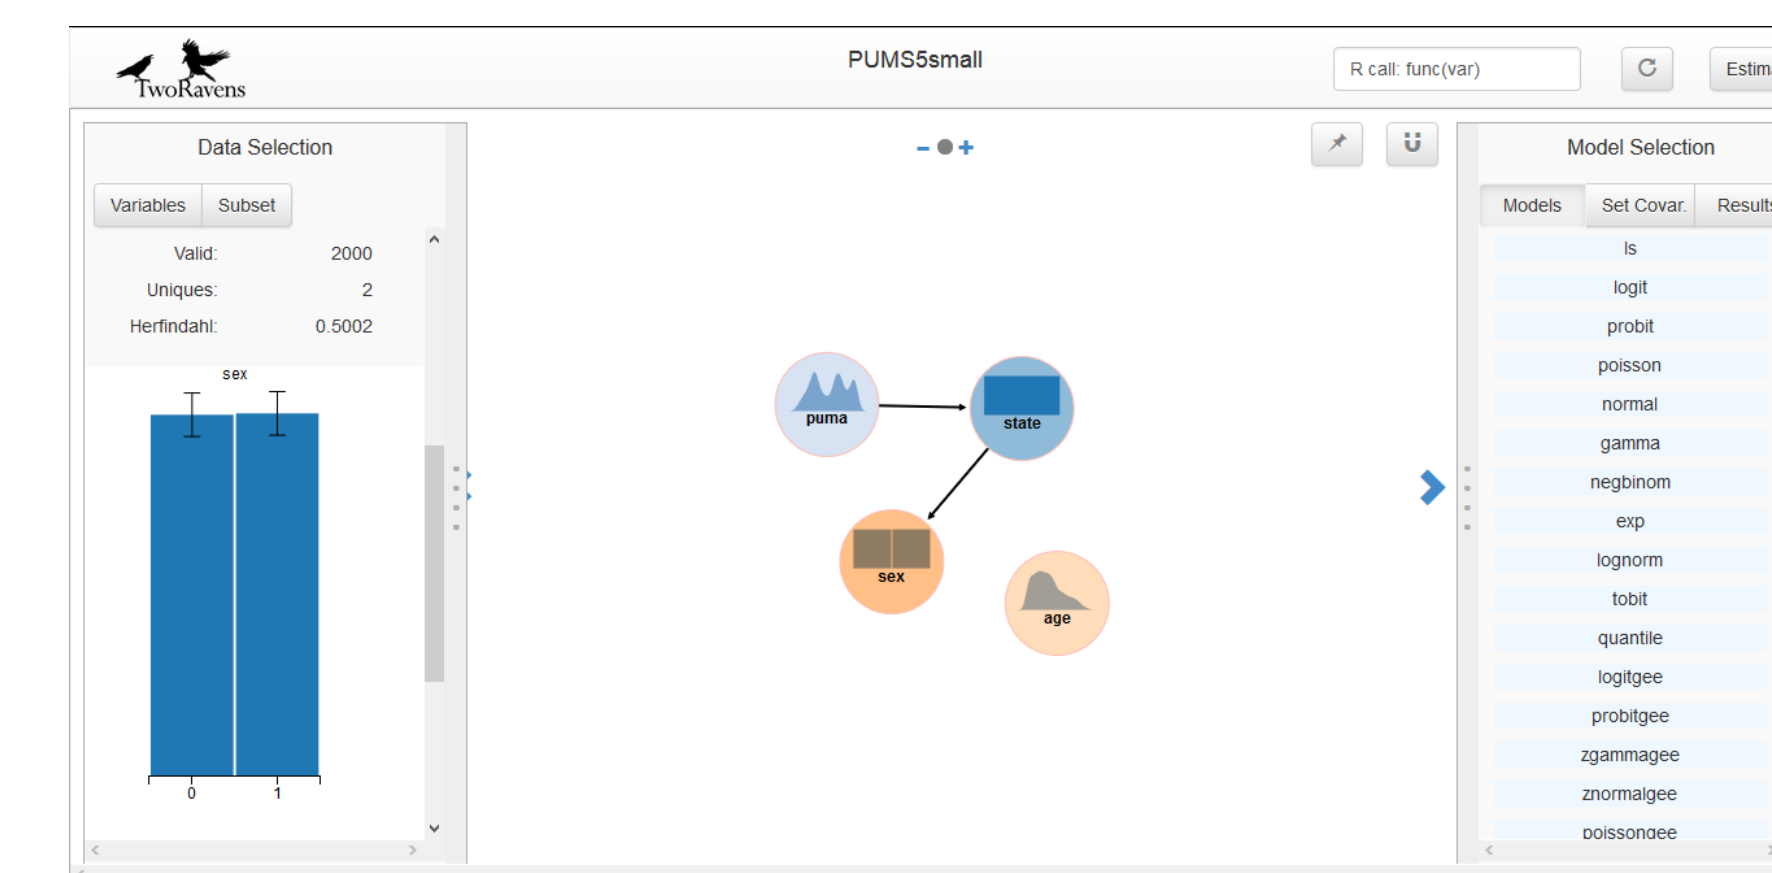 TwoRavens
PUMS5small
R call: func(var)
Data Selection
Variables Subset
Valid: 2000
Uniques: 2
Herfindahl: 0.5002
sex
0 1
puma
state
sex
age
Model Selection
Models Set Covar. Results
ls
logit
probit
poisson
normal
gamma
negbinom
exp
lognorm
tobit
quantile
logitgee
probitgee
zgammagee
znormalgee
poissongee